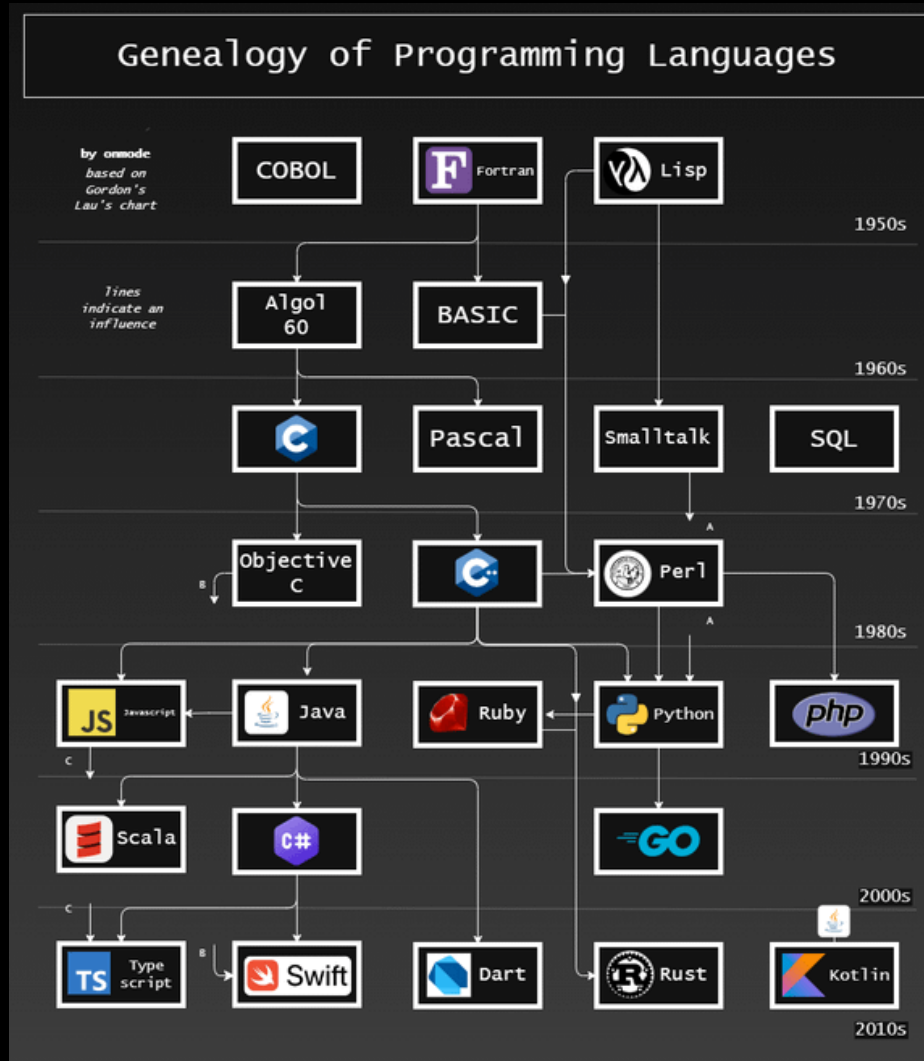 Genealogy of Programming Languages
by onmode
based on
Gordon's
Lau's chart
COBOL
F Fortran
Lisp
1950s
lines
indicate an
influence
Algol
60
BASIC
1960s
C
Pascal
Smalltalk
SQL
1970s
A
B
Objective
C
C++
Perl
A
1980s
JS Javascript
Java
Ruby
Python
php
1990s
C
Scala
C#
GO
2000s
C
B
TS Type
script
Swift
Dart
R Rust
Kotlin
2010s